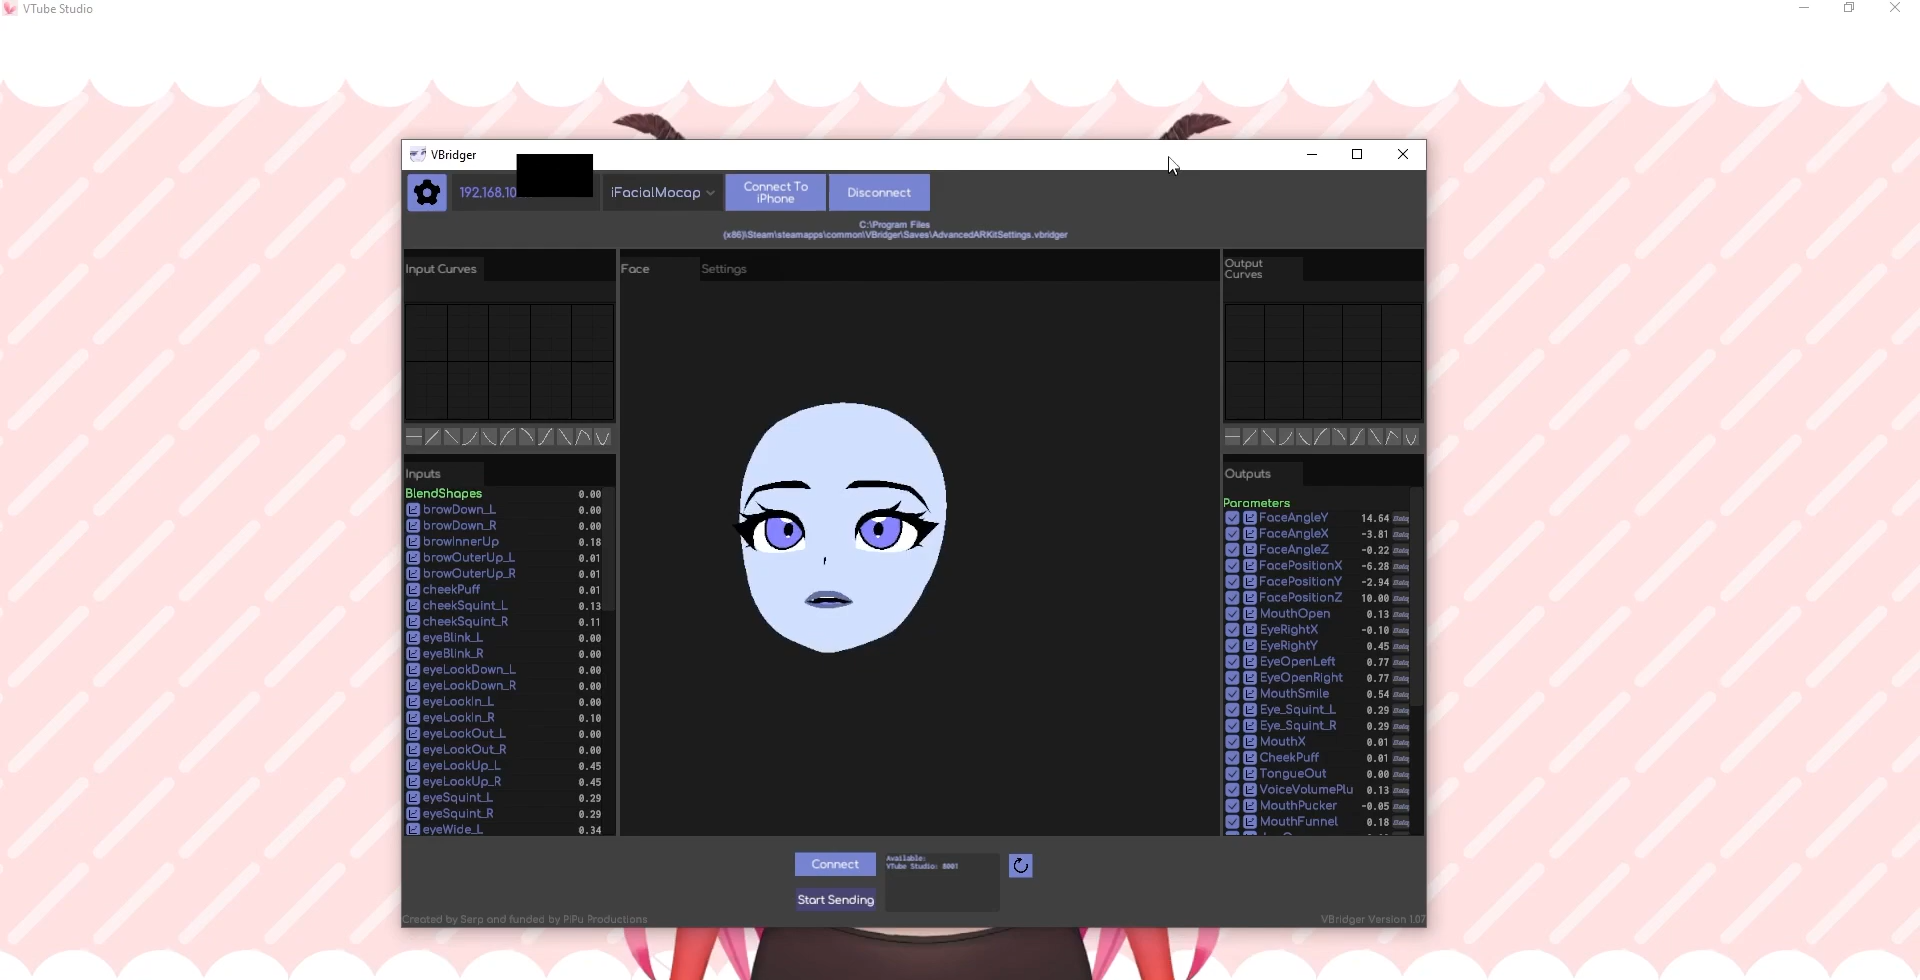 VTube Studio
VBridger
192.168.10
iFacialMocap
Connect To
iPhone
Disconnect
C:\Program Files
(x86)\Steam\steamapps\common\VBridger\Saves\AdvancedARKitSettings.vbridger
Input Curves
Face
Settings
Output
Curves
Inputs
BlendShapes 0.00
browDown_L 0.00
browDown_R 0.00
browInnerUp 0.18
browOuterUp_L 0.01
browOuterUp_R 0.01
cheekPuff 0.01
cheekSquint_L 0.13
cheekSquint_R 0.11
eyeBlink_L 0.00
eyeBlink_R 0.00
eyeLookDown_L 0.00
eyeLookDown_R 0.00
eyeLookIn_L 0.00
eyeLookIn_R 0.10
eyeLookOut_L 0.00
eyeLookOut_R 0.00
eyeLookUp_L 0.45
eyeLookUp_R 0.45
eyeSquint_L 0.29
eyeSquint_R 0.29
eyeWide_L 0.34
Outputs
Parameters
FaceAngleY 14.64
FaceAngleX -3.81
FaceAngleZ -0.22
FacePositionX -6.28
FacePositionY -2.94
FacePositionZ 10.00
MouthOpen 0.13
EyeRightX -0.10
EyeRightY 0.45
EyeOpenLeft 0.77
EyeOpenRight 0.77
MouthSmile 0.54
Eye_Squint_L 0.29
Eye_Squint_R 0.29
MouthX 0.01
CheekPuff 0.01
TongueOut 0.00
VoiceVolumePlu 0.13
MouthPucker -0.05
MouthFunnel 0.18
Connect
Available:
VTube Studio: 8001
Start Sending
Created by Serp and funded by PiPu Productions
VBridger Version 1.07